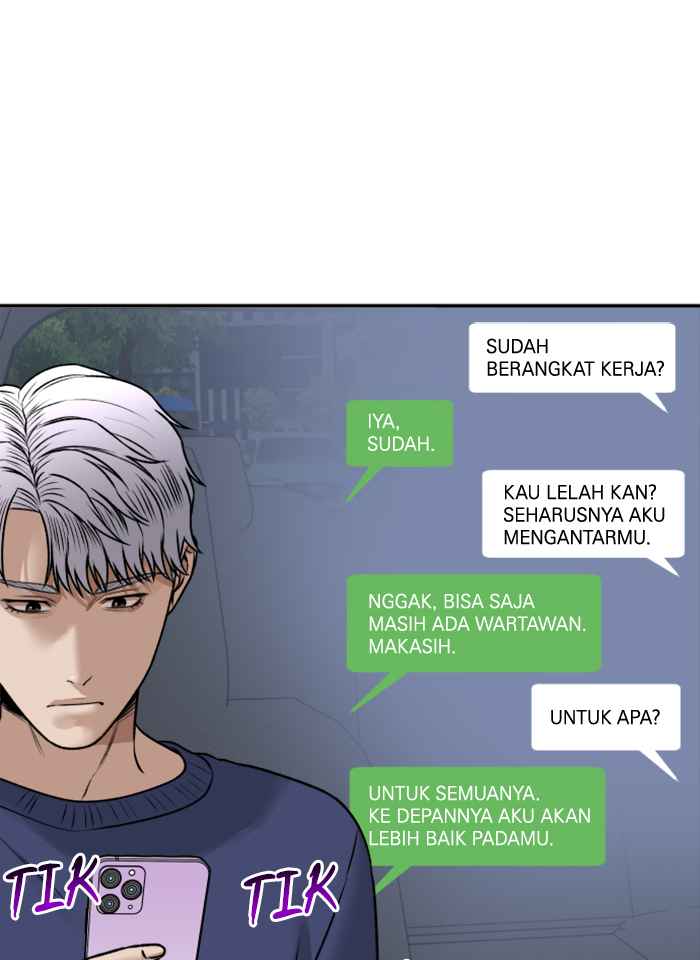 SUDAH
BERANGKAT KERJA?
IYA,
SUDAH.
KAU LELAH KAN?
SEHARUSNYA AKU
MENGANTARMU.
NGGAK, BISA SAJA
MASIH ADA WARTAWAN.
MAKASIH.
UNTUK APA?
UNTUK SEMUANYA.
KE DEPANNYA AKU AKAN
LEBIH BAIK PADAMU.
TIK
TIK